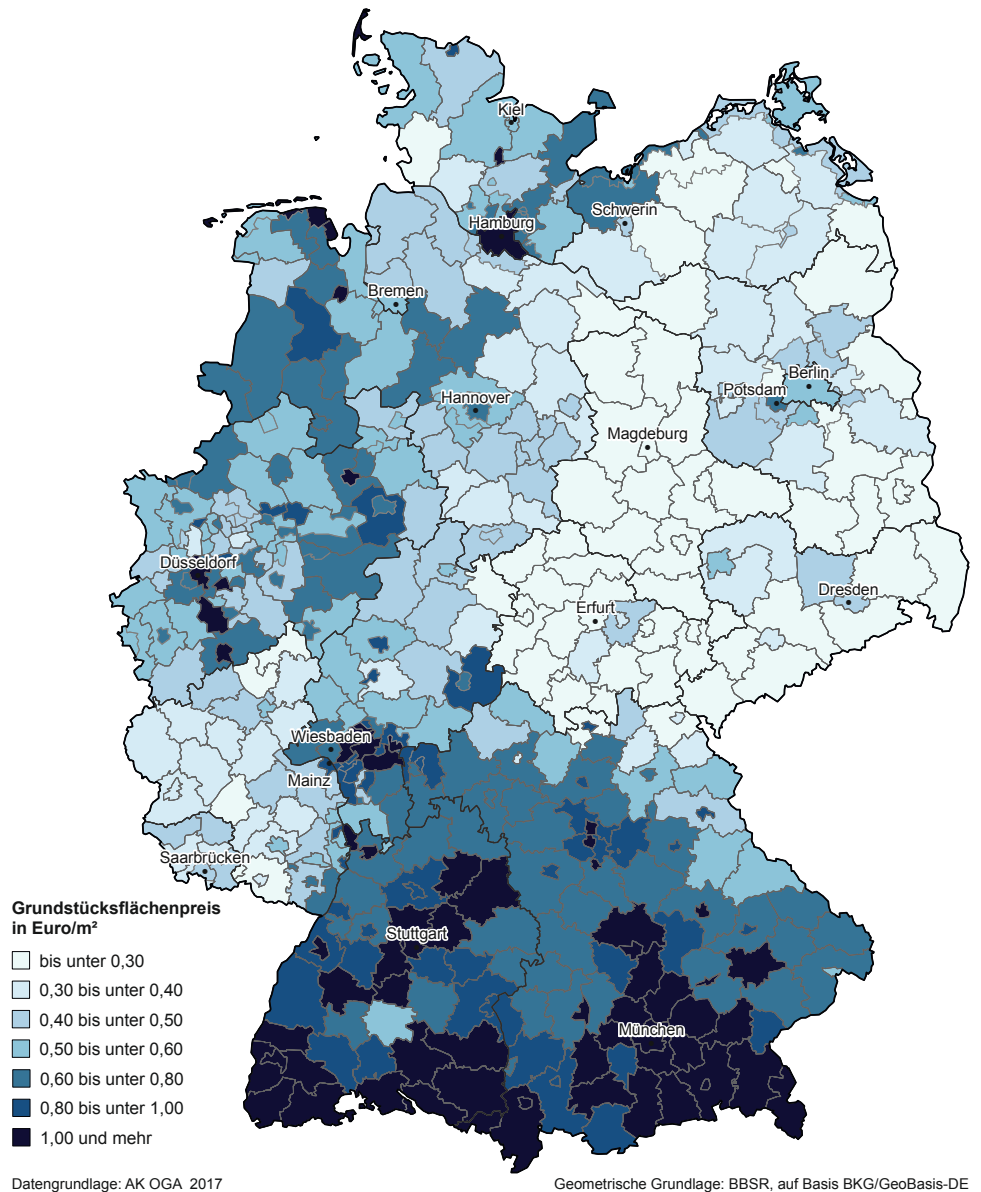 Kiel
Hamburg
Schwerin
Bremen
Berlin
Potsdam
Hannover
Magdeburg
Düsseldorf
Dresden
Erfurt
Wiesbaden
Mainz
Saarbrücken
Stuttgart
München
Grundstücksflächenpreis
in Euro/m²
bis unter 0,30
0,30 bis unter 0,40
0,40 bis unter 0,50
0,50 bis unter 0,60
0,60 bis unter 0,80
0,80 bis unter 1,00
1,00 und mehr
Datengrundlage: AK OGA 2017
Geometrische Grundlage: BBSR, auf Basis BKG/GeoBasis-DE